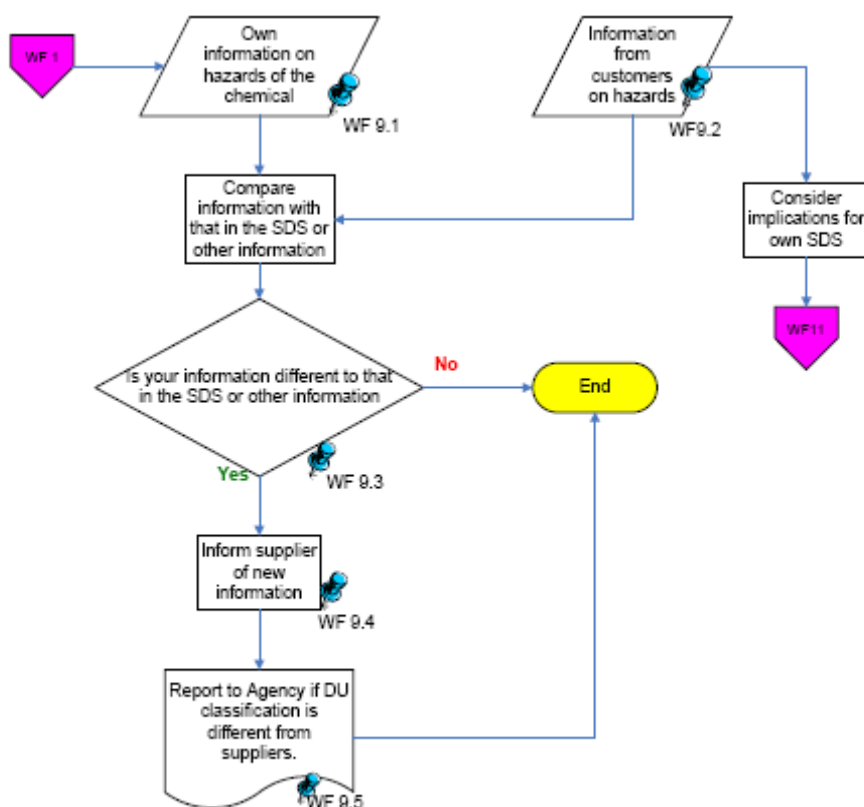 WF 1
Own
information on
hazards of the
chemical
WF 9.1
Information
from
customers
on hazards
WF9.2
Compare
information with
that in the SDS or
other information
Consider
implications for
own SDS
WF11
Is your information different to that
in the SDS or other information
No
End
Yes
WF 9.3
Inform supplier
of new
information
WF 9.4
Report to Agency if DU
classification is
different from
suppliers.
WF 9.5